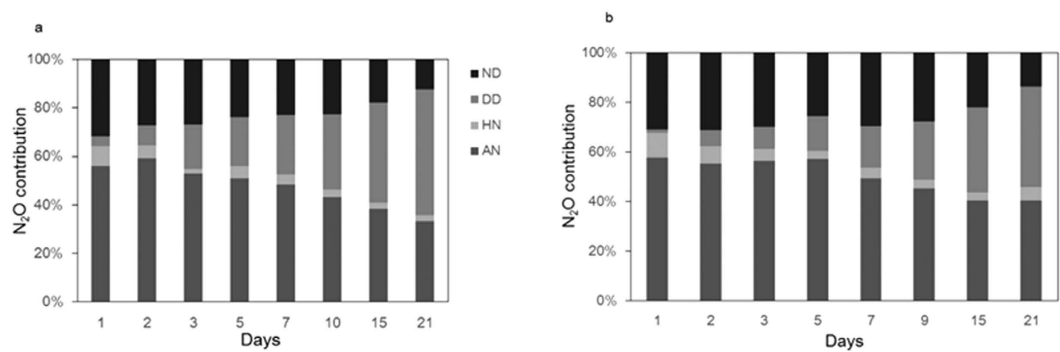 a
100%
80%
60%
40%
20%
0%
N₂O contribution
1 2 3 5 7 10 15 21
Days
ND
DD
HN
AN
b
100%
80%
60%
40%
20%
0%
N₂O contribution
1 2 3 5 7 9 15 21
Days